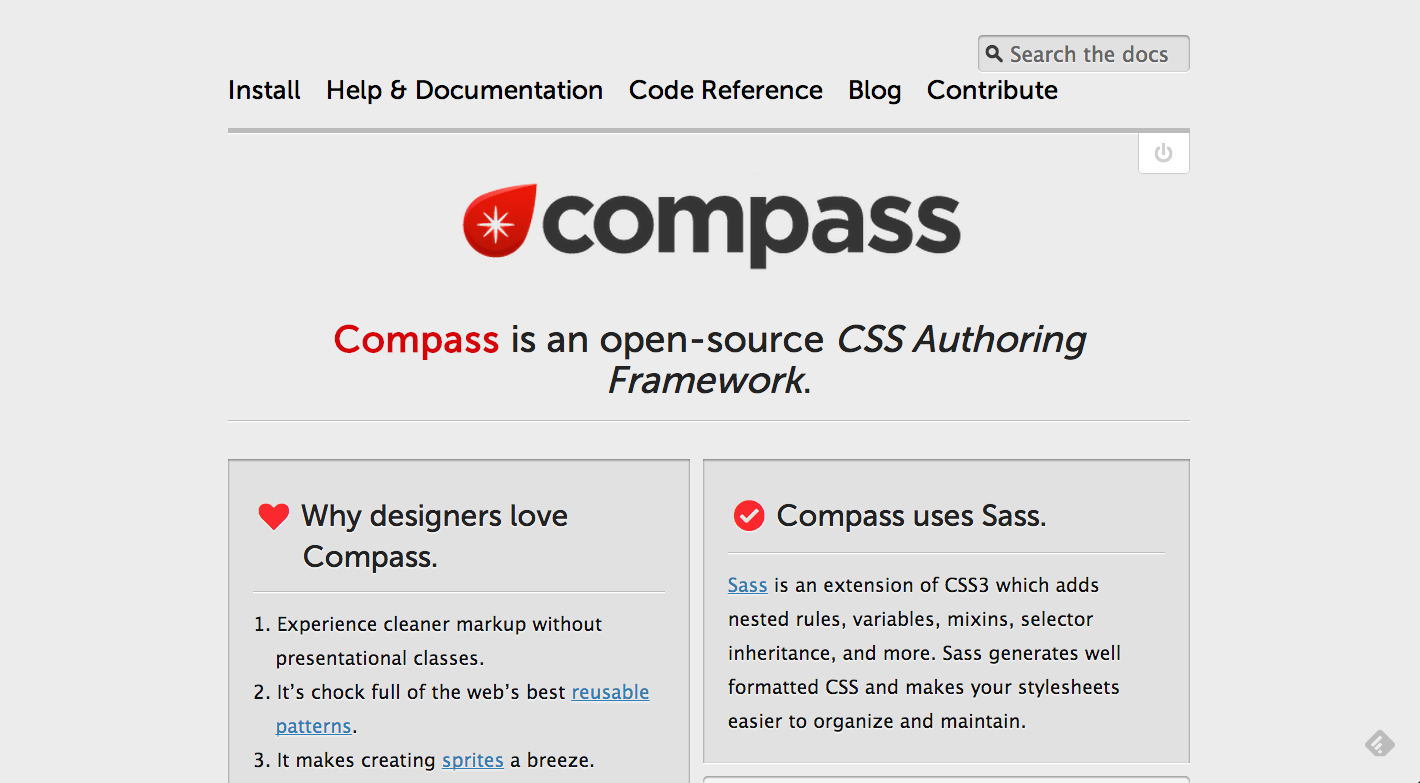 Search the docs
Install Help & Documentation Code Reference Blog Contribute
compass
Compass is an open-source CSS Authoring
Framework.
Why designers love
Compass.
1. Experience cleaner markup without
presentational classes.
2. It’s chock full of the web’s best reusable
patterns.
3. It makes creating sprites a breeze.
Compass uses Sass.
Sass is an extension of CSS3 which adds
nested rules, variables, mixins, selector
inheritance, and more. Sass generates well
formatted CSS and makes your stylesheets
easier to organize and maintain.